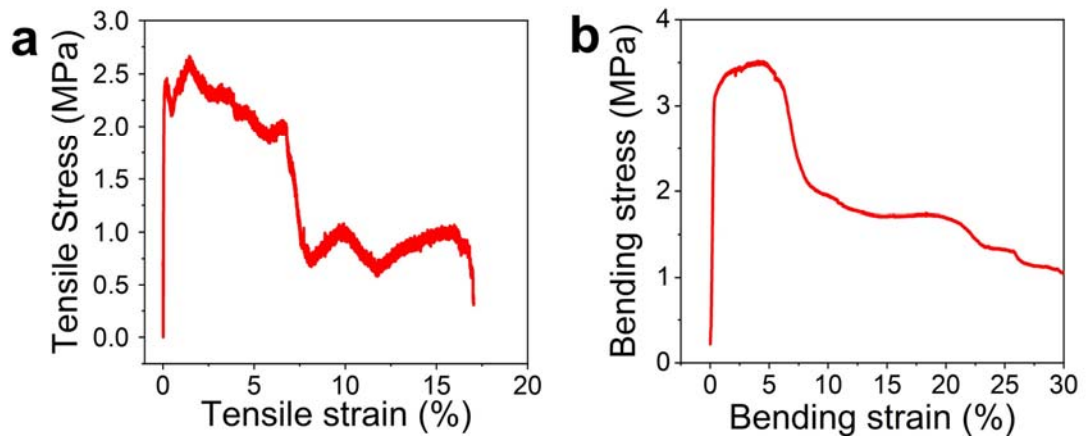 a
Tensile Stress (MPa)
3.0
2.5
2.0
1.5
1.0
0.5
0.0
0 5 10 15 20
Tensile strain (%)
b
Bending stress (MPa)
4
3
2
1
0
0 5 10 15 20 25 30
Bending strain (%)